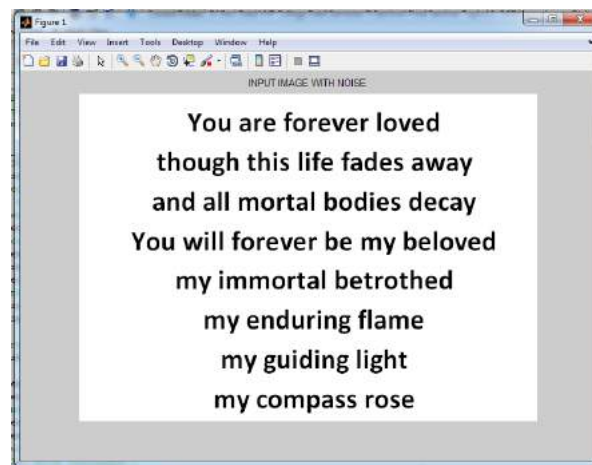 Figure 1
File Edit View Insert Tools Desktop Window Help
INPUT IMAGE WITH NOISE
You are forever loved
though this life fades away
and all mortal bodies decay
You will forever be my beloved
my immortal betrothed
my enduring flame
my guiding light
my compass rose